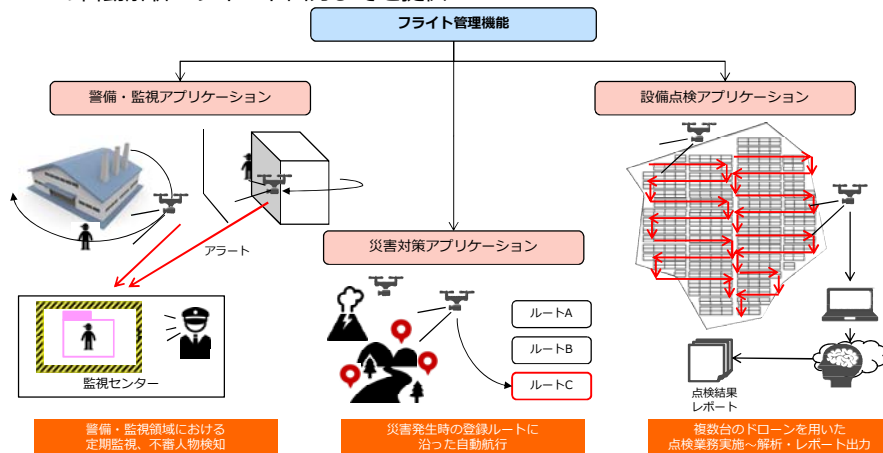 フライト管理機能
警備・監視アプリケーション
設備点検アプリケーション
アラート
災害対策アプリケーション
ルートA
ルートB
ルートC
監視センター
点検結果
レポート
警備・監視領域における
定期監視、不審人物検知
災害発生時の登録ルートに
沿った自動航行
複数台のドローンを用いた
点検業務実施～解析・レポート出力